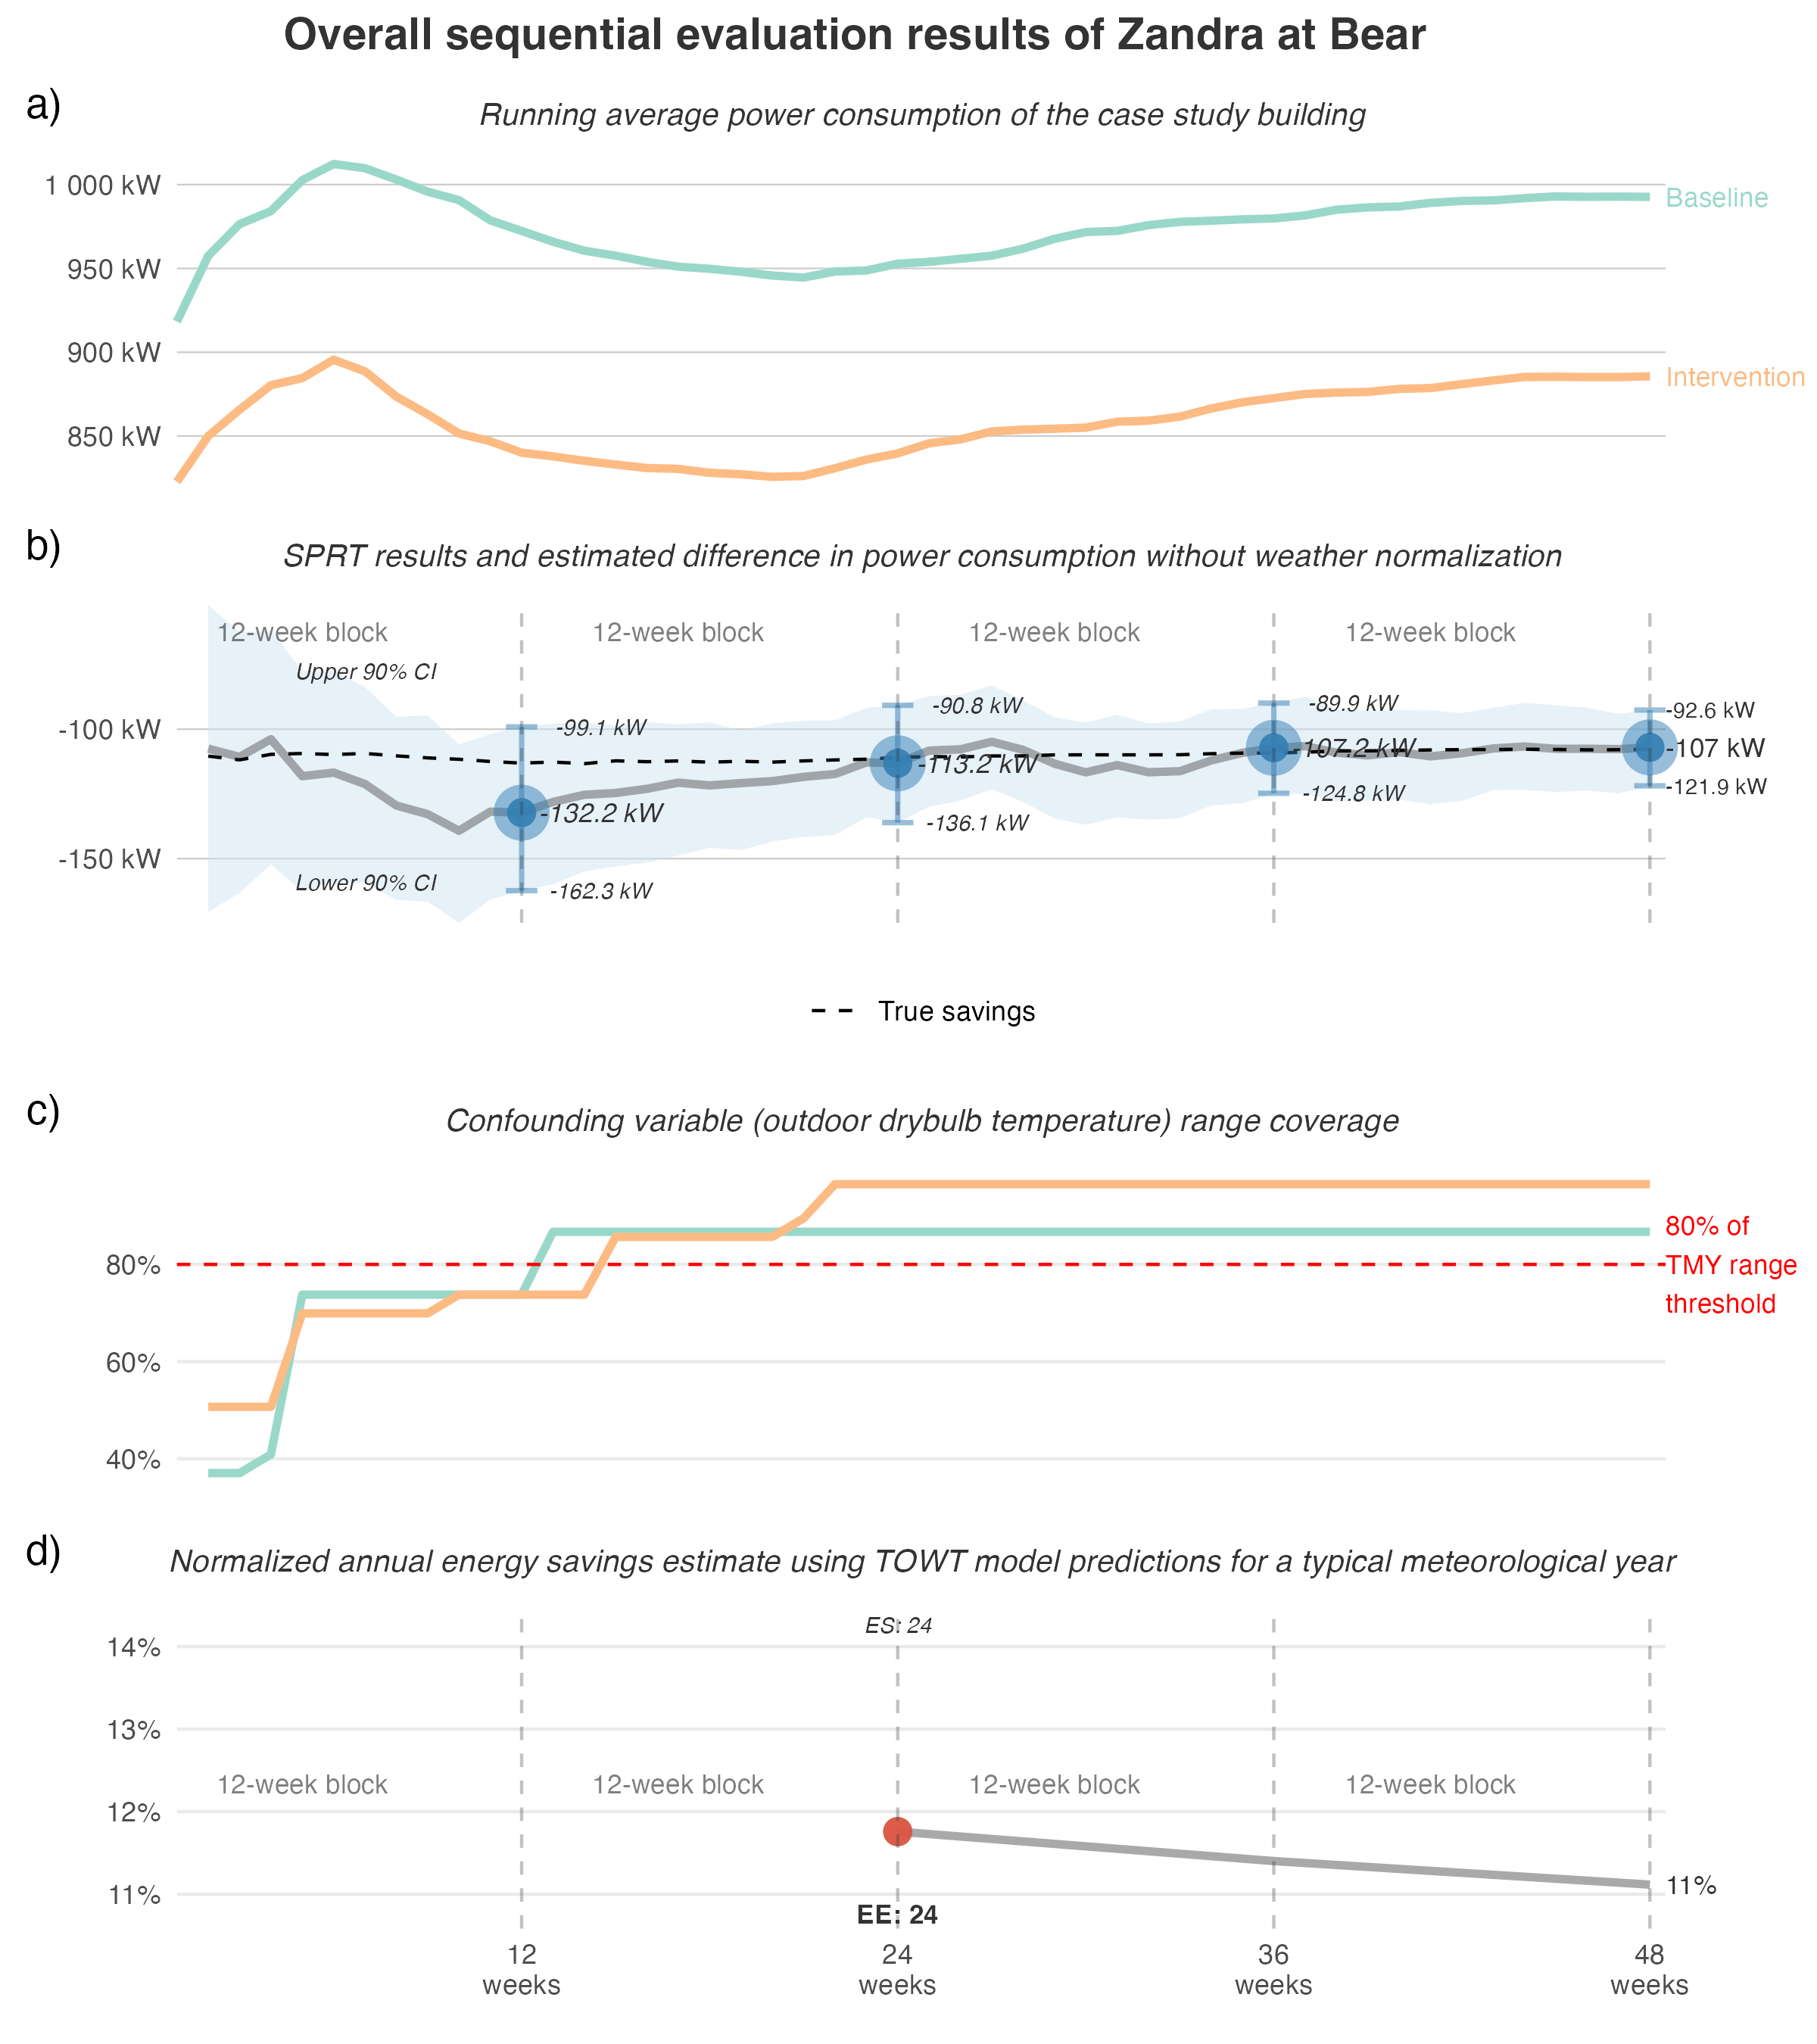 Overall sequential evaluation results of Zandra at Bear
a)
Running average power consumption of the case study building
1 000 kW
950 kW
900 kW
850 kW
Baseline
Intervention
b)
SPRT results and estimated difference in power consumption without weather normalization
12-week block
12-week block
12-week block
12-week block
Upper 90% CI
-99.1 kW
-90.8 kW
-89.9 kW
-92.6 kW
-100 kW
-132.2 kW
-113.2 kW
-107.2 kW
-107 kW
-162.3 kW
-136.1 kW
-124.8 kW
-121.9 kW
-150 kW
Lower 90% CI
True savings
c)
Confounding variable (outdoor drybulb temperature) range coverage
80%
60%
40%
80% of
TMY range
threshold
d)
Normalized annual energy savings estimate using TOWT model predictions for a typical meteorological year
ES: 24
14%
13%
12-week block
12-week block
12-week block
12-week block
12%
11%
11%
EE: 24
12
weeks
24
weeks
36
weeks
48
weeks